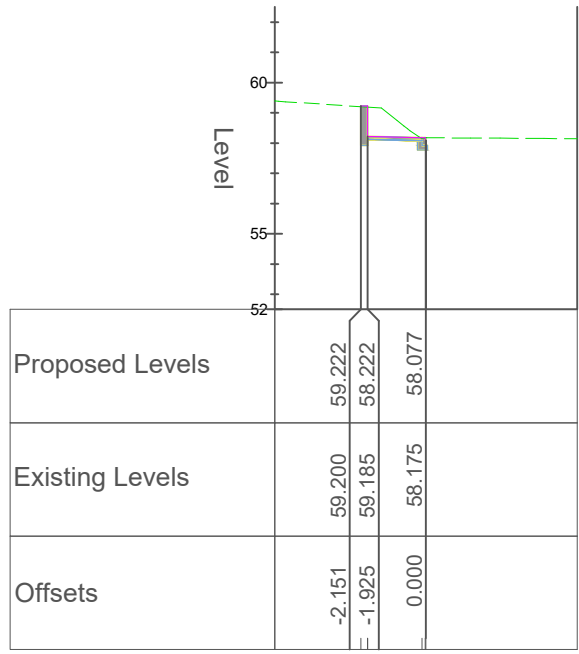 60
Level
55
52
Proposed Levels 59.222 58.222 58.077
Existing Levels 59.200 59.185 58.175
Offsets -2.151 -1.925 0.000